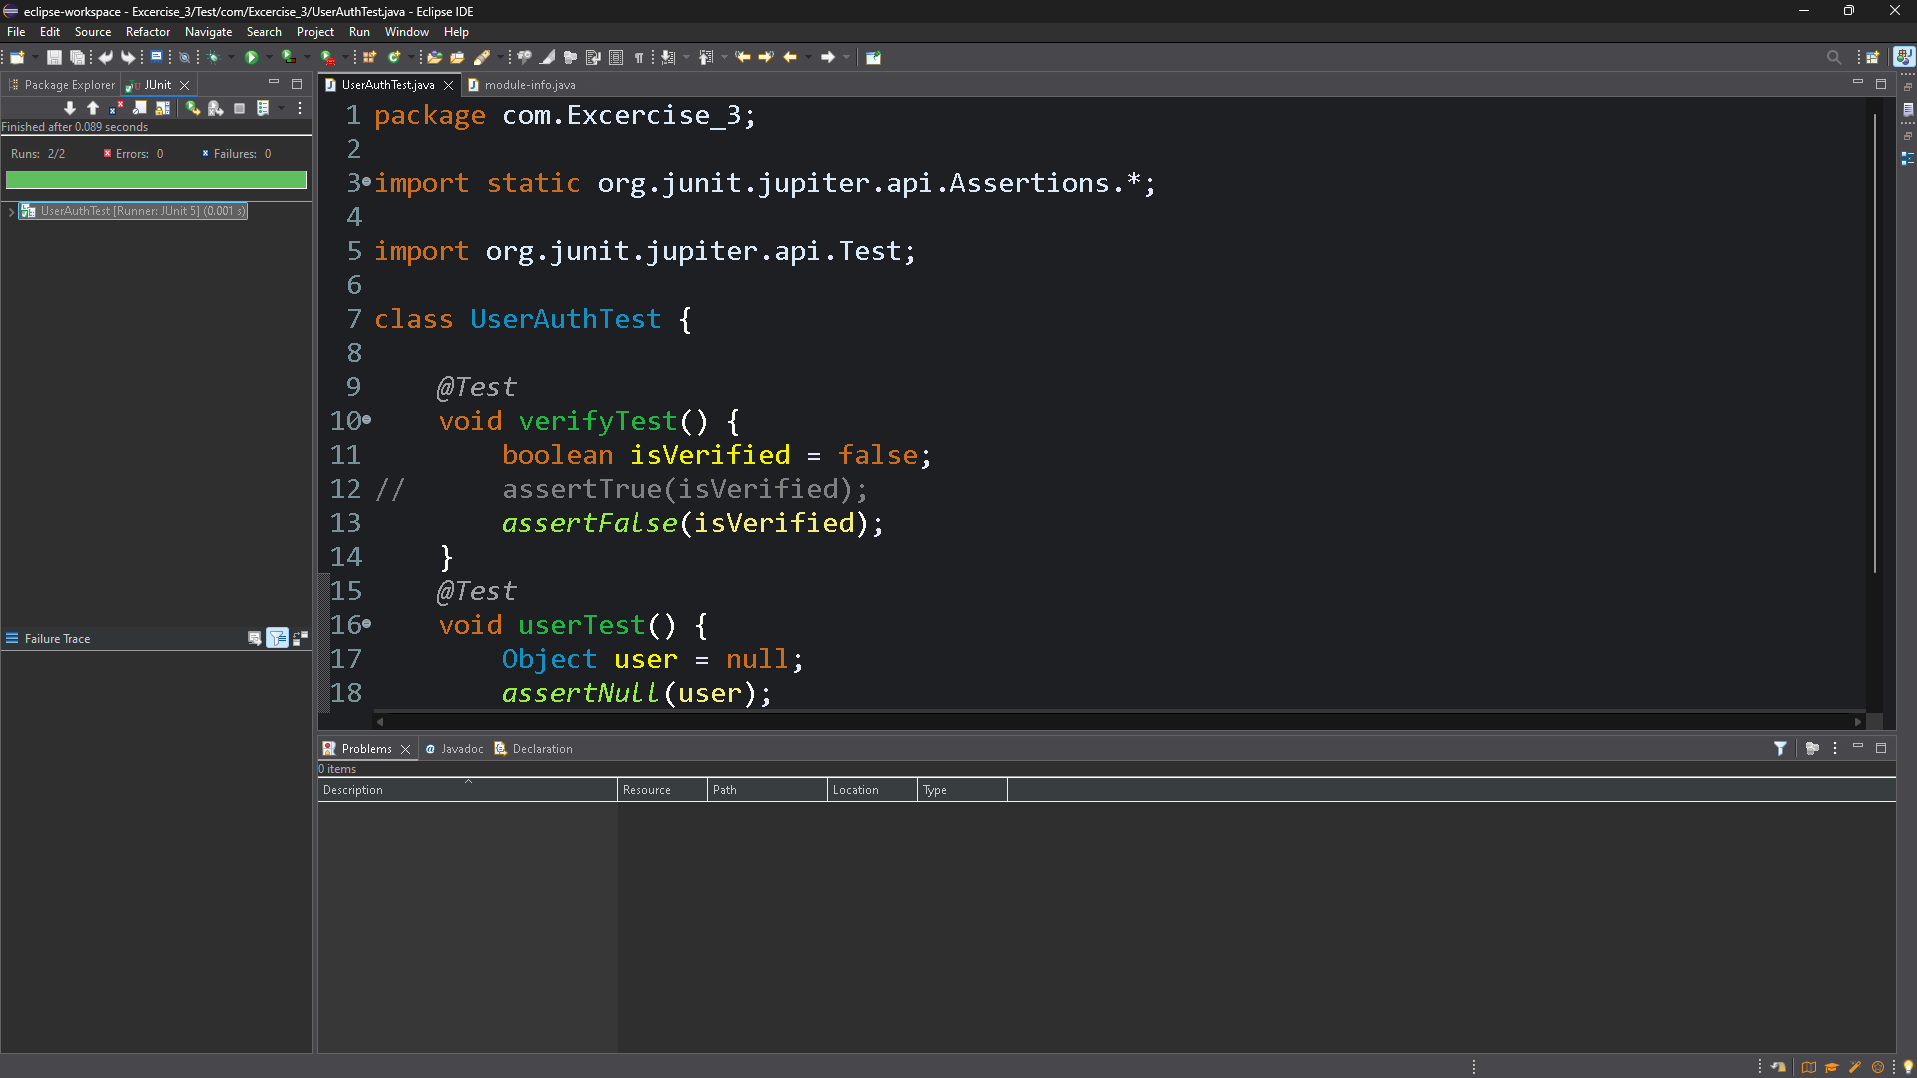 eclipse-workspace - Excercise_3/Test/com/Excercise_3/UserAuthTest.java - Eclipse IDE
File Edit Source Refactor Navigate Search Project Run Window Help
Package Explorer JUnit
Finished after 0.089 seconds
Runs: 2/2 Errors: 0 Failures: 0
UserAuthTest [Runner: JUnit 5] (0.001 s)
Failure Trace
UserAuthTest.java module-info.java
1 package com.Excercise_3;
2
3 import static org.junit.jupiter.api.Assertions.*;
4
5 import org.junit.jupiter.api.Test;
6
7 class UserAuthTest {
8
9 @Test
10 void verifyTest() {
11 boolean isVerified = false;
12 // assertTrue(isVerified);
13 assertFalse(isVerified);
14 }
15 @Test
16 void userTest() {
17 Object user = null;
18 assertNull(user);
Problems Javadoc Declaration
0 items
Description Resource Path Location Type